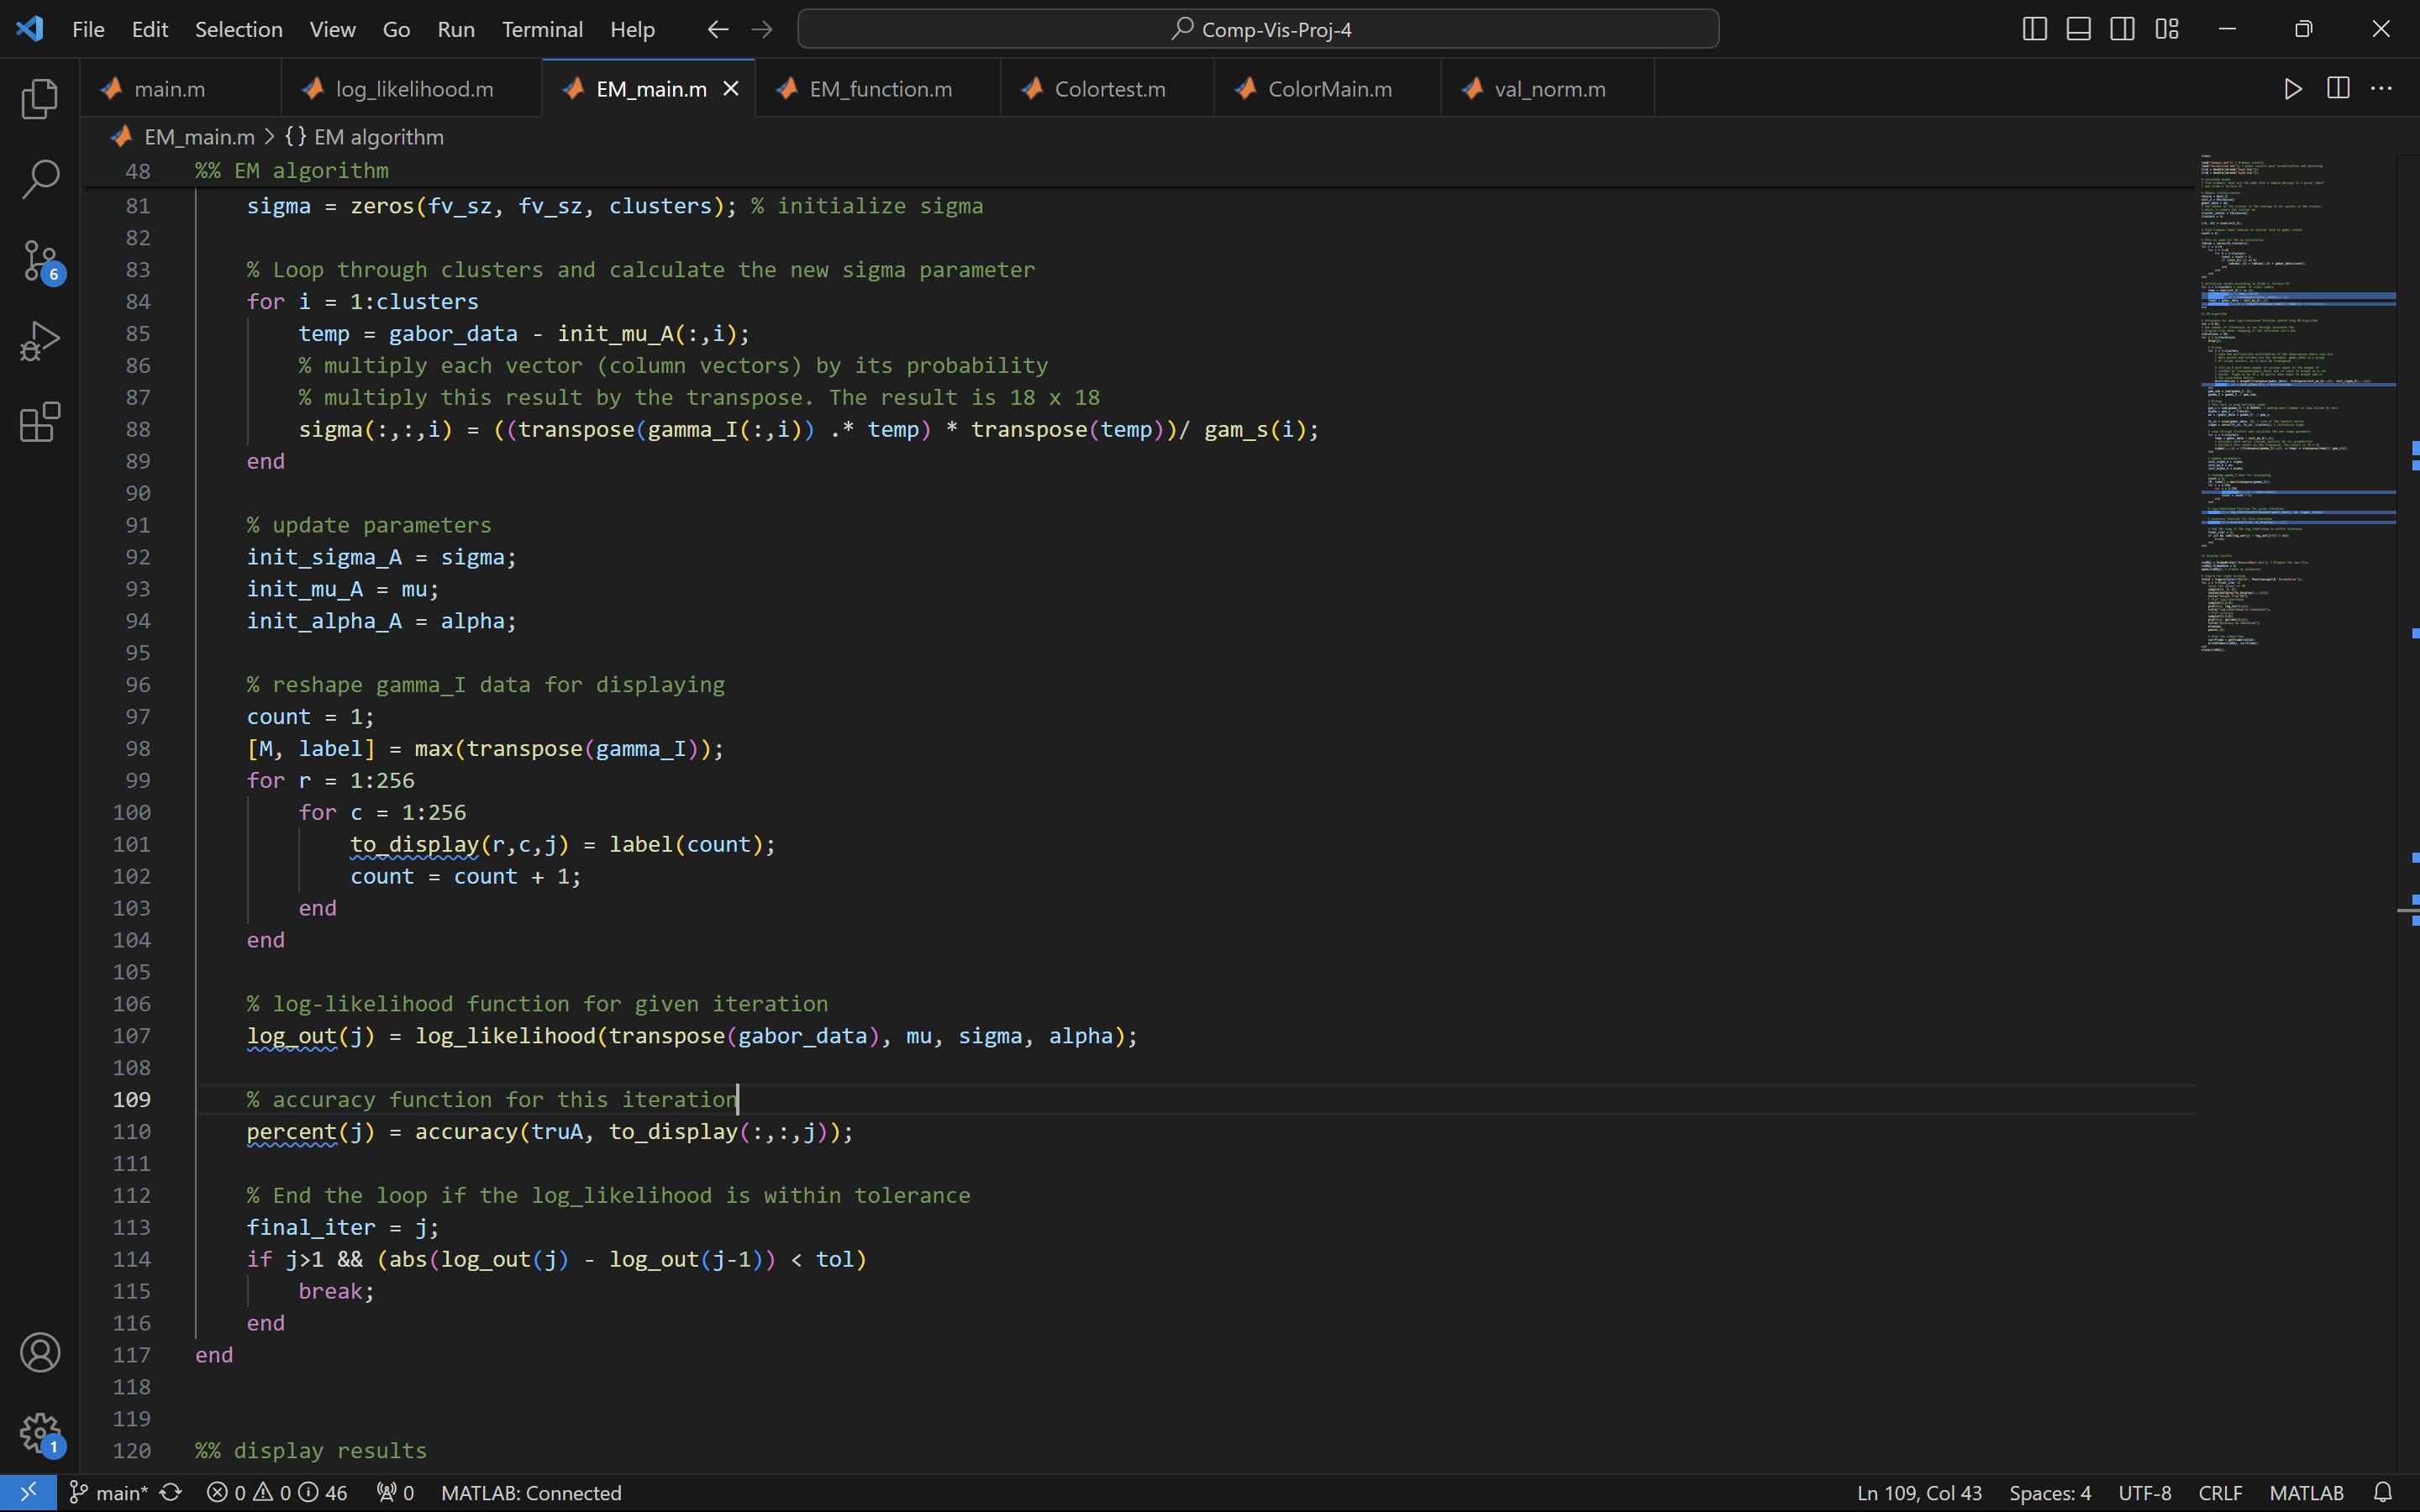 File Edit Selection View Go Run Terminal Help Comp-Vis-Proj-4
main.m log_likelihood.m EM_main.m EM_function.m Colortest.m ColorMain.m val_norm.m
EM_main.m > {} EM algorithm
48 %% EM algorithm
81 sigma = zeros(fv_sz, fv_sz, clusters); % initialize sigma
82
83 % Loop through clusters and calculate the new sigma parameter
84 for i = 1:clusters
85 temp = gabor_data - init_mu_A(:,i);
86 % multiply each vector (column vectors) by its probability
87 % multiply this result by the transpose. The result is 18 x 18
88 sigma(:,:,i) = ((transpose(gamma_I(:,i)) .* temp) * transpose(temp))/ gam_s(i);
89 end
90
91 % update parameters
92 init_sigma_A = sigma;
93 init_mu_A = mu;
94 init_alpha_A = alpha;
95
96 % reshape gamma_I data for displaying
97 count = 1;
98 [M, label] = max(transpose(gamma_I));
99 for r = 1:256
100 for c = 1:256
101 to_display(r,c,j) = label(count);
102 count = count + 1;
103 end
104 end
105
106 % log-likelihood function for given iteration
107 log_out(j) = log_likelihood(transpose(gabor_data), mu, sigma, alpha);
108
109 % accuracy function for this iteration
110 percent(j) = accuracy(truA, to_display(:,:,j));
111
112 % End the loop if the log_likelihood is within tolerance
113 final_iter = j;
114 if j>1 && (abs(log_out(j) - log_out(j-1)) < tol)
115 break;
116 end
117 end
118
119
120 %% display results
6
1
main* 0 0 46 0 MATLAB: Connected Ln 109, Col 43 Spaces: 4 UTF-8 CRLF MATLAB